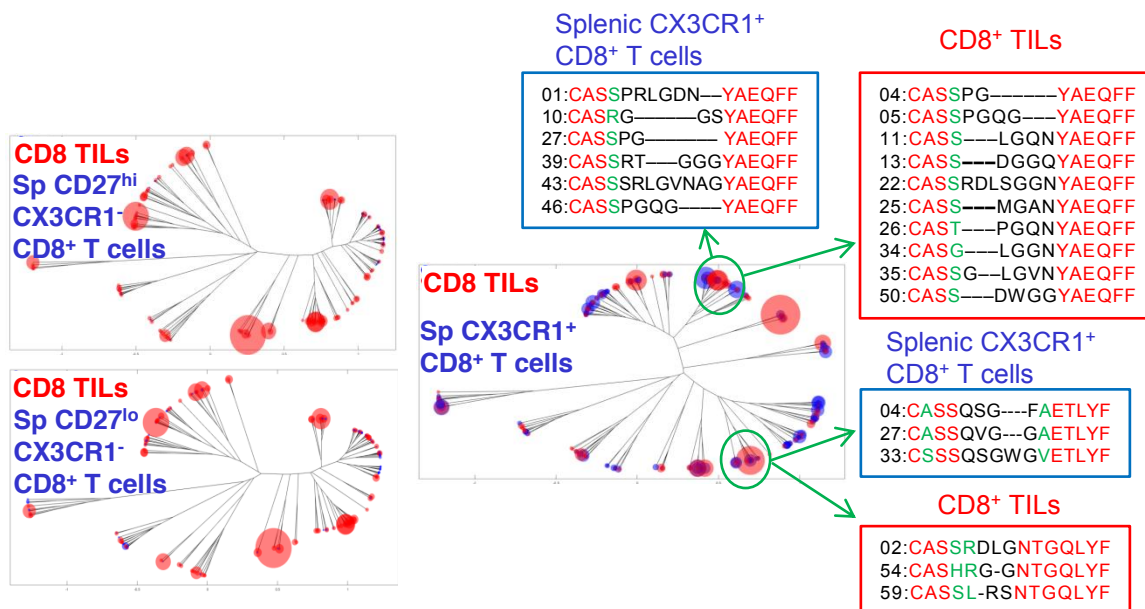 CD8 TILs
Sp CD27hi
CX3CR1-
CD8+ T cells
CD8 TILs
Sp CD27lo
CX3CR1-
CD8+ T cells
CD8 TILs
Sp CX3CR1+
CD8+ T cells
Splenic CX3CR1+
CD8+ T cells
01:CASSPRLGDN––YAEQFF
10:CASRG––––––GSYAEQFF
27:CASSPG–––––––– YAEQFF
39:CASSRT–––GGGYAEQFF
43:CASSSRLGVNAGYAEQFF
46:CASSPGQG––––YAEQFF
CD8+ TILs
04:CASSPG––––––YAEQFF
05:CASSPGQG–––YAEQFF
11:CASS–––LGQNYAEQFF
13:CASS–––DGGQYAEQFF
22:CASSRDLSGGNYAEQFF
25:CASS–––MGANYAEQFF
26:CAST–––PGQNYAEQFF
34:CASG–––LGGNYAEQFF
35:CASSG––LGVNYAEQFF
50:CASS–––DWGGYAEQFF
Splenic CX3CR1+
CD8+ T cells
04:CASSQSG----FAETLYF
27:CASSQVG---GAETLYF
33:CSSSQSGWGVETLYF
CD8+ TILs
02:CASSRDLGNTGQLYF
54:CASHRG-GNTGQLYF
59:CASSL-RSNTGQLYF